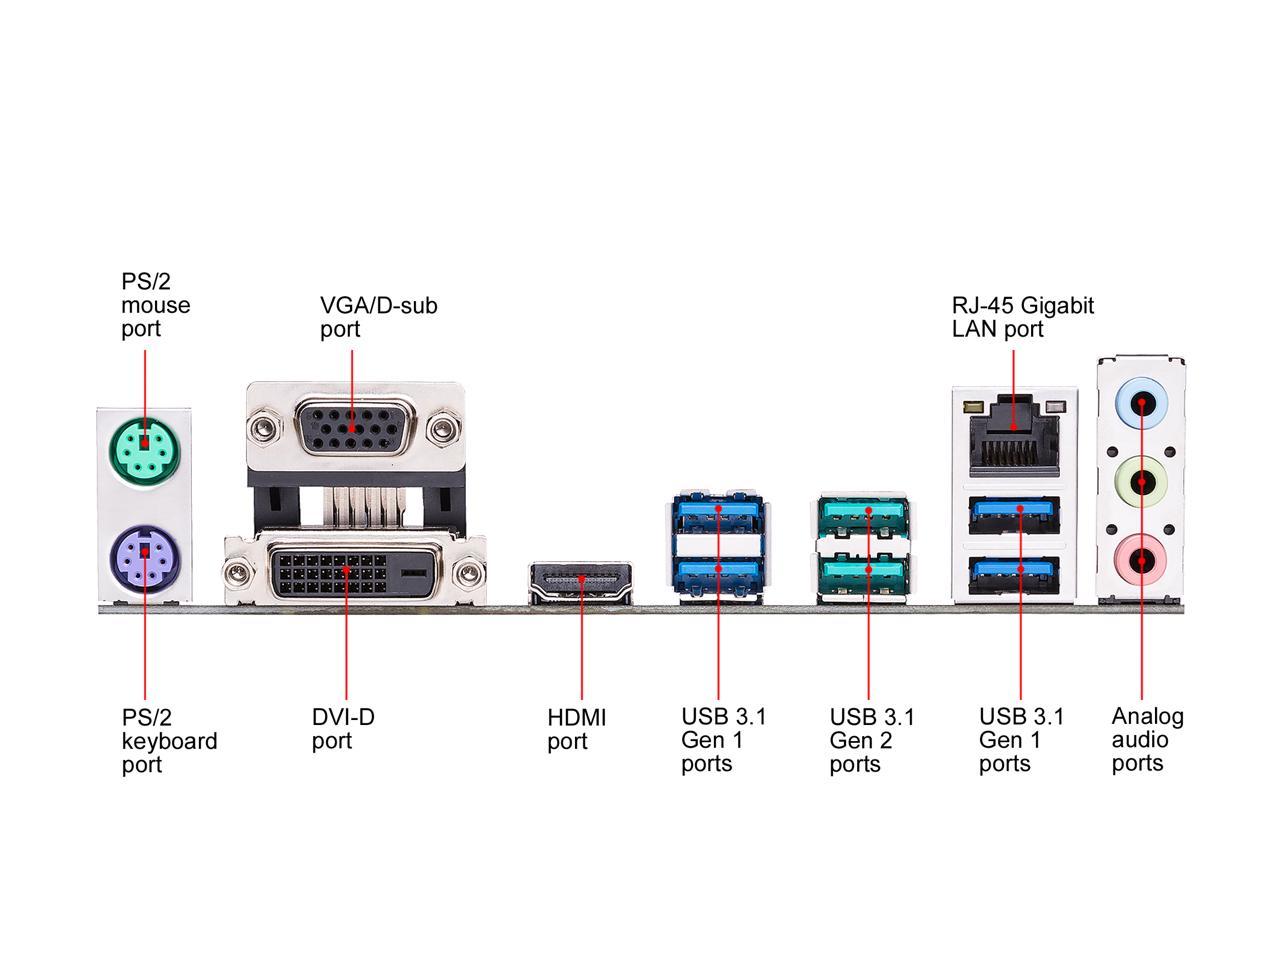 PS/2
mouse
port
VGA/D-sub
port
RJ-45 Gigabit
LAN port
PS/2
keyboard
port
DVI-D
port
HDMI
port
USB 3.1
Gen 1
ports
USB 3.1
Gen 2
ports
USB 3.1
Gen 1
ports
Analog
audio
ports